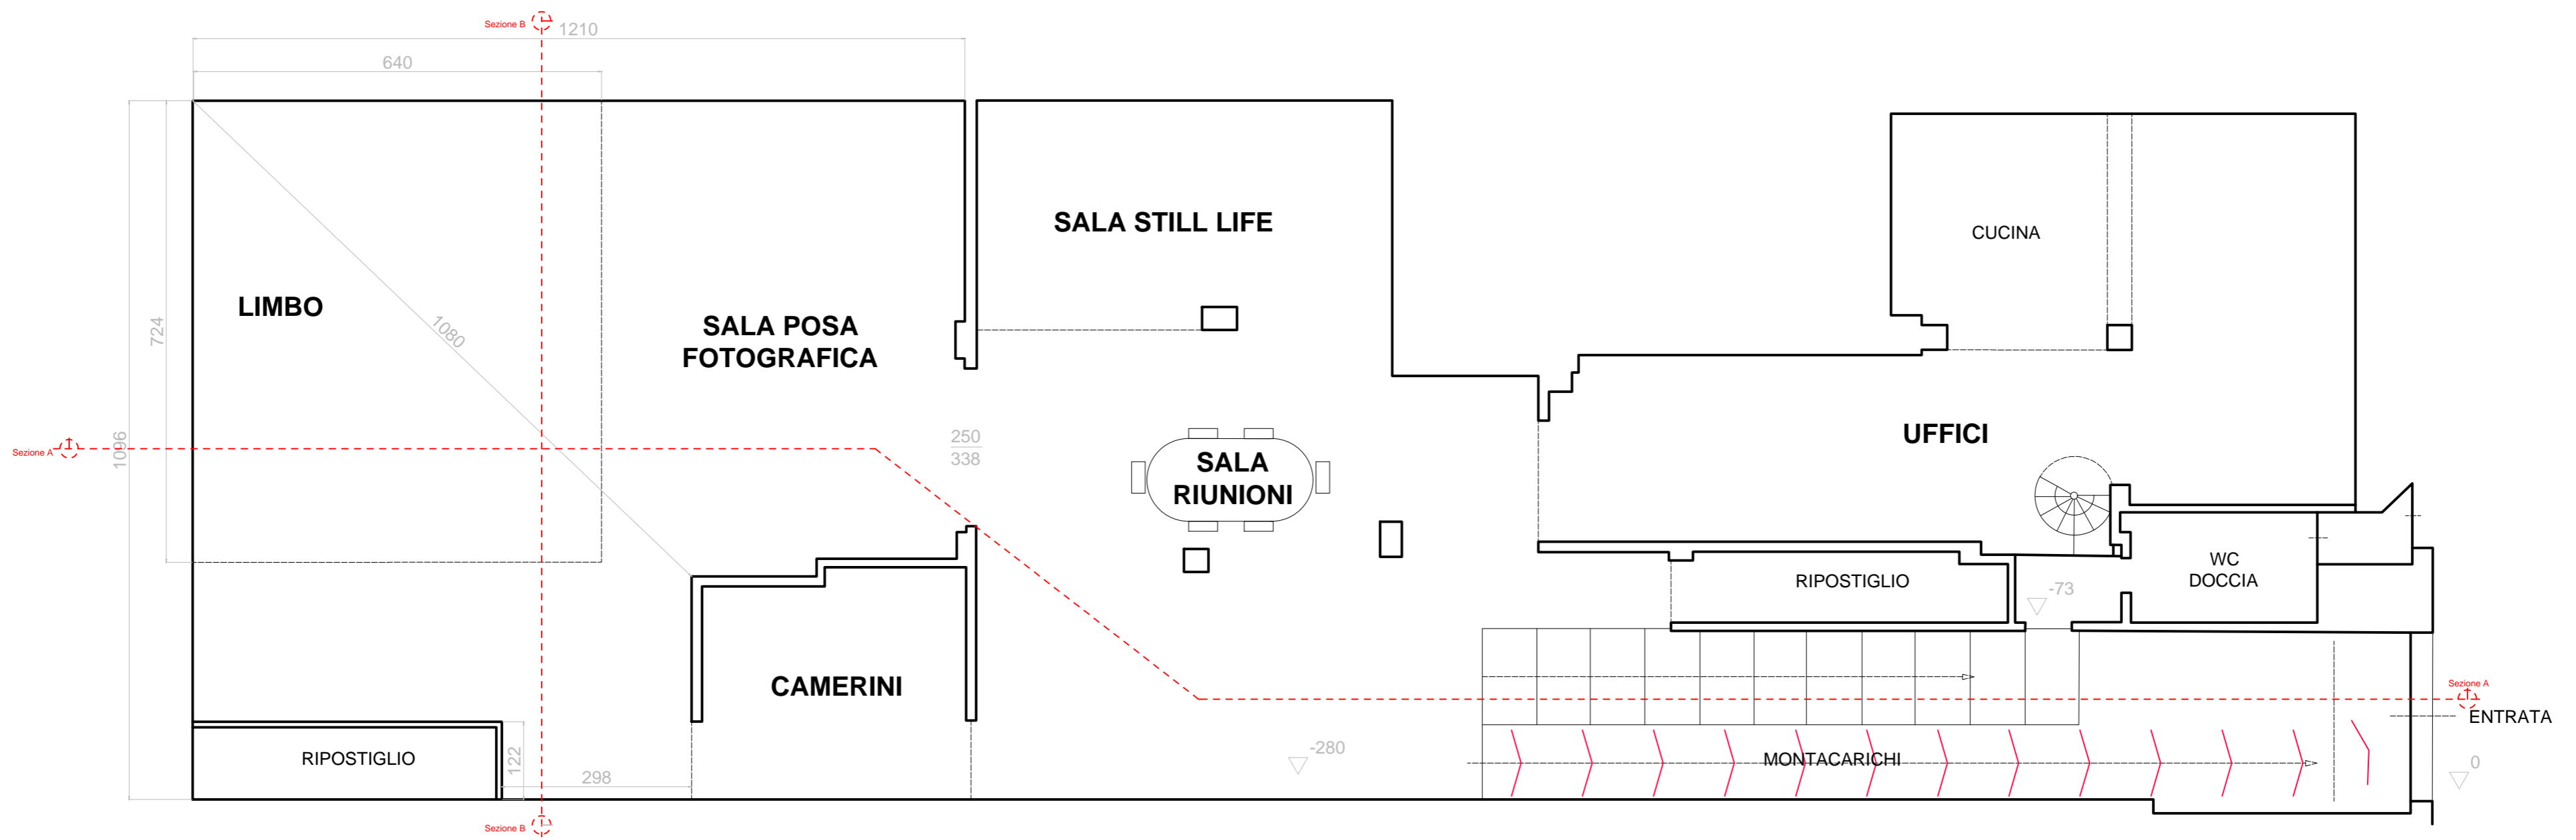 Sezione B
1210
640
SALA STILL LIFE
CUCINA
LIMBO
724
1080
SALA POSA
FOTOGRAFICA
UFFICI
Sezione A
1096
250
338
SALA
RIUNIONI
RIPOSTIGLIO
-73
WC
DOCCIA
CAMERINI
Sezione A
ENTRATA
RIPOSTIGLIO
122
298
-280
MONTACARICHI
0
Sezione B